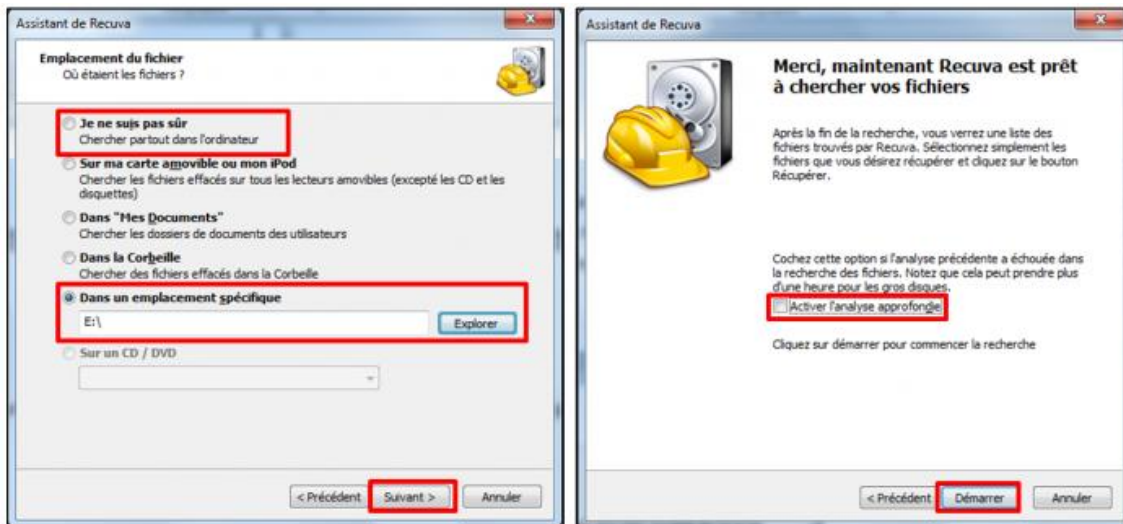 Assistant de Recuva
Emplacement du fichier
Où étaient les fichiers ?
Je ne suis pas sûr
Chercher partout dans l'ordinateur
Sur ma carte amovible ou mon iPod
Chercher les fichiers effacés sur tous les lecteurs amovibles (excepté les CD et les
disquettes)
Dans "Mes Documents"
Chercher les dossiers de documents des utilisateurs
Dans la Corbeille
Chercher des fichiers effacés dans la Corbeille
Dans un emplacement spécifique
E:\
Explorer
Sur un CD / DVD
< Précédent
Suivant >
Annuler
Assistant de Recuva
Merci, maintenant Recuva est prêt
à chercher vos fichiers
Après la fin de la recherche, vous verrez une liste des
fichiers trouvés par Recuva. Sélectionnez simplement les
fichiers que vous désirez récupérer et cliquez sur le bouton
Récupérer.
Cochez cette option si l'analyse précédente a échouée dans
la recherche des fichiers. Notez que cela peut prendre plus
d'une heure pour les gros disques.
Activer l'analyse approfondie
Cliquez sur démarrer pour commencer la recherche
< Précédent
Démarrer
Annuler